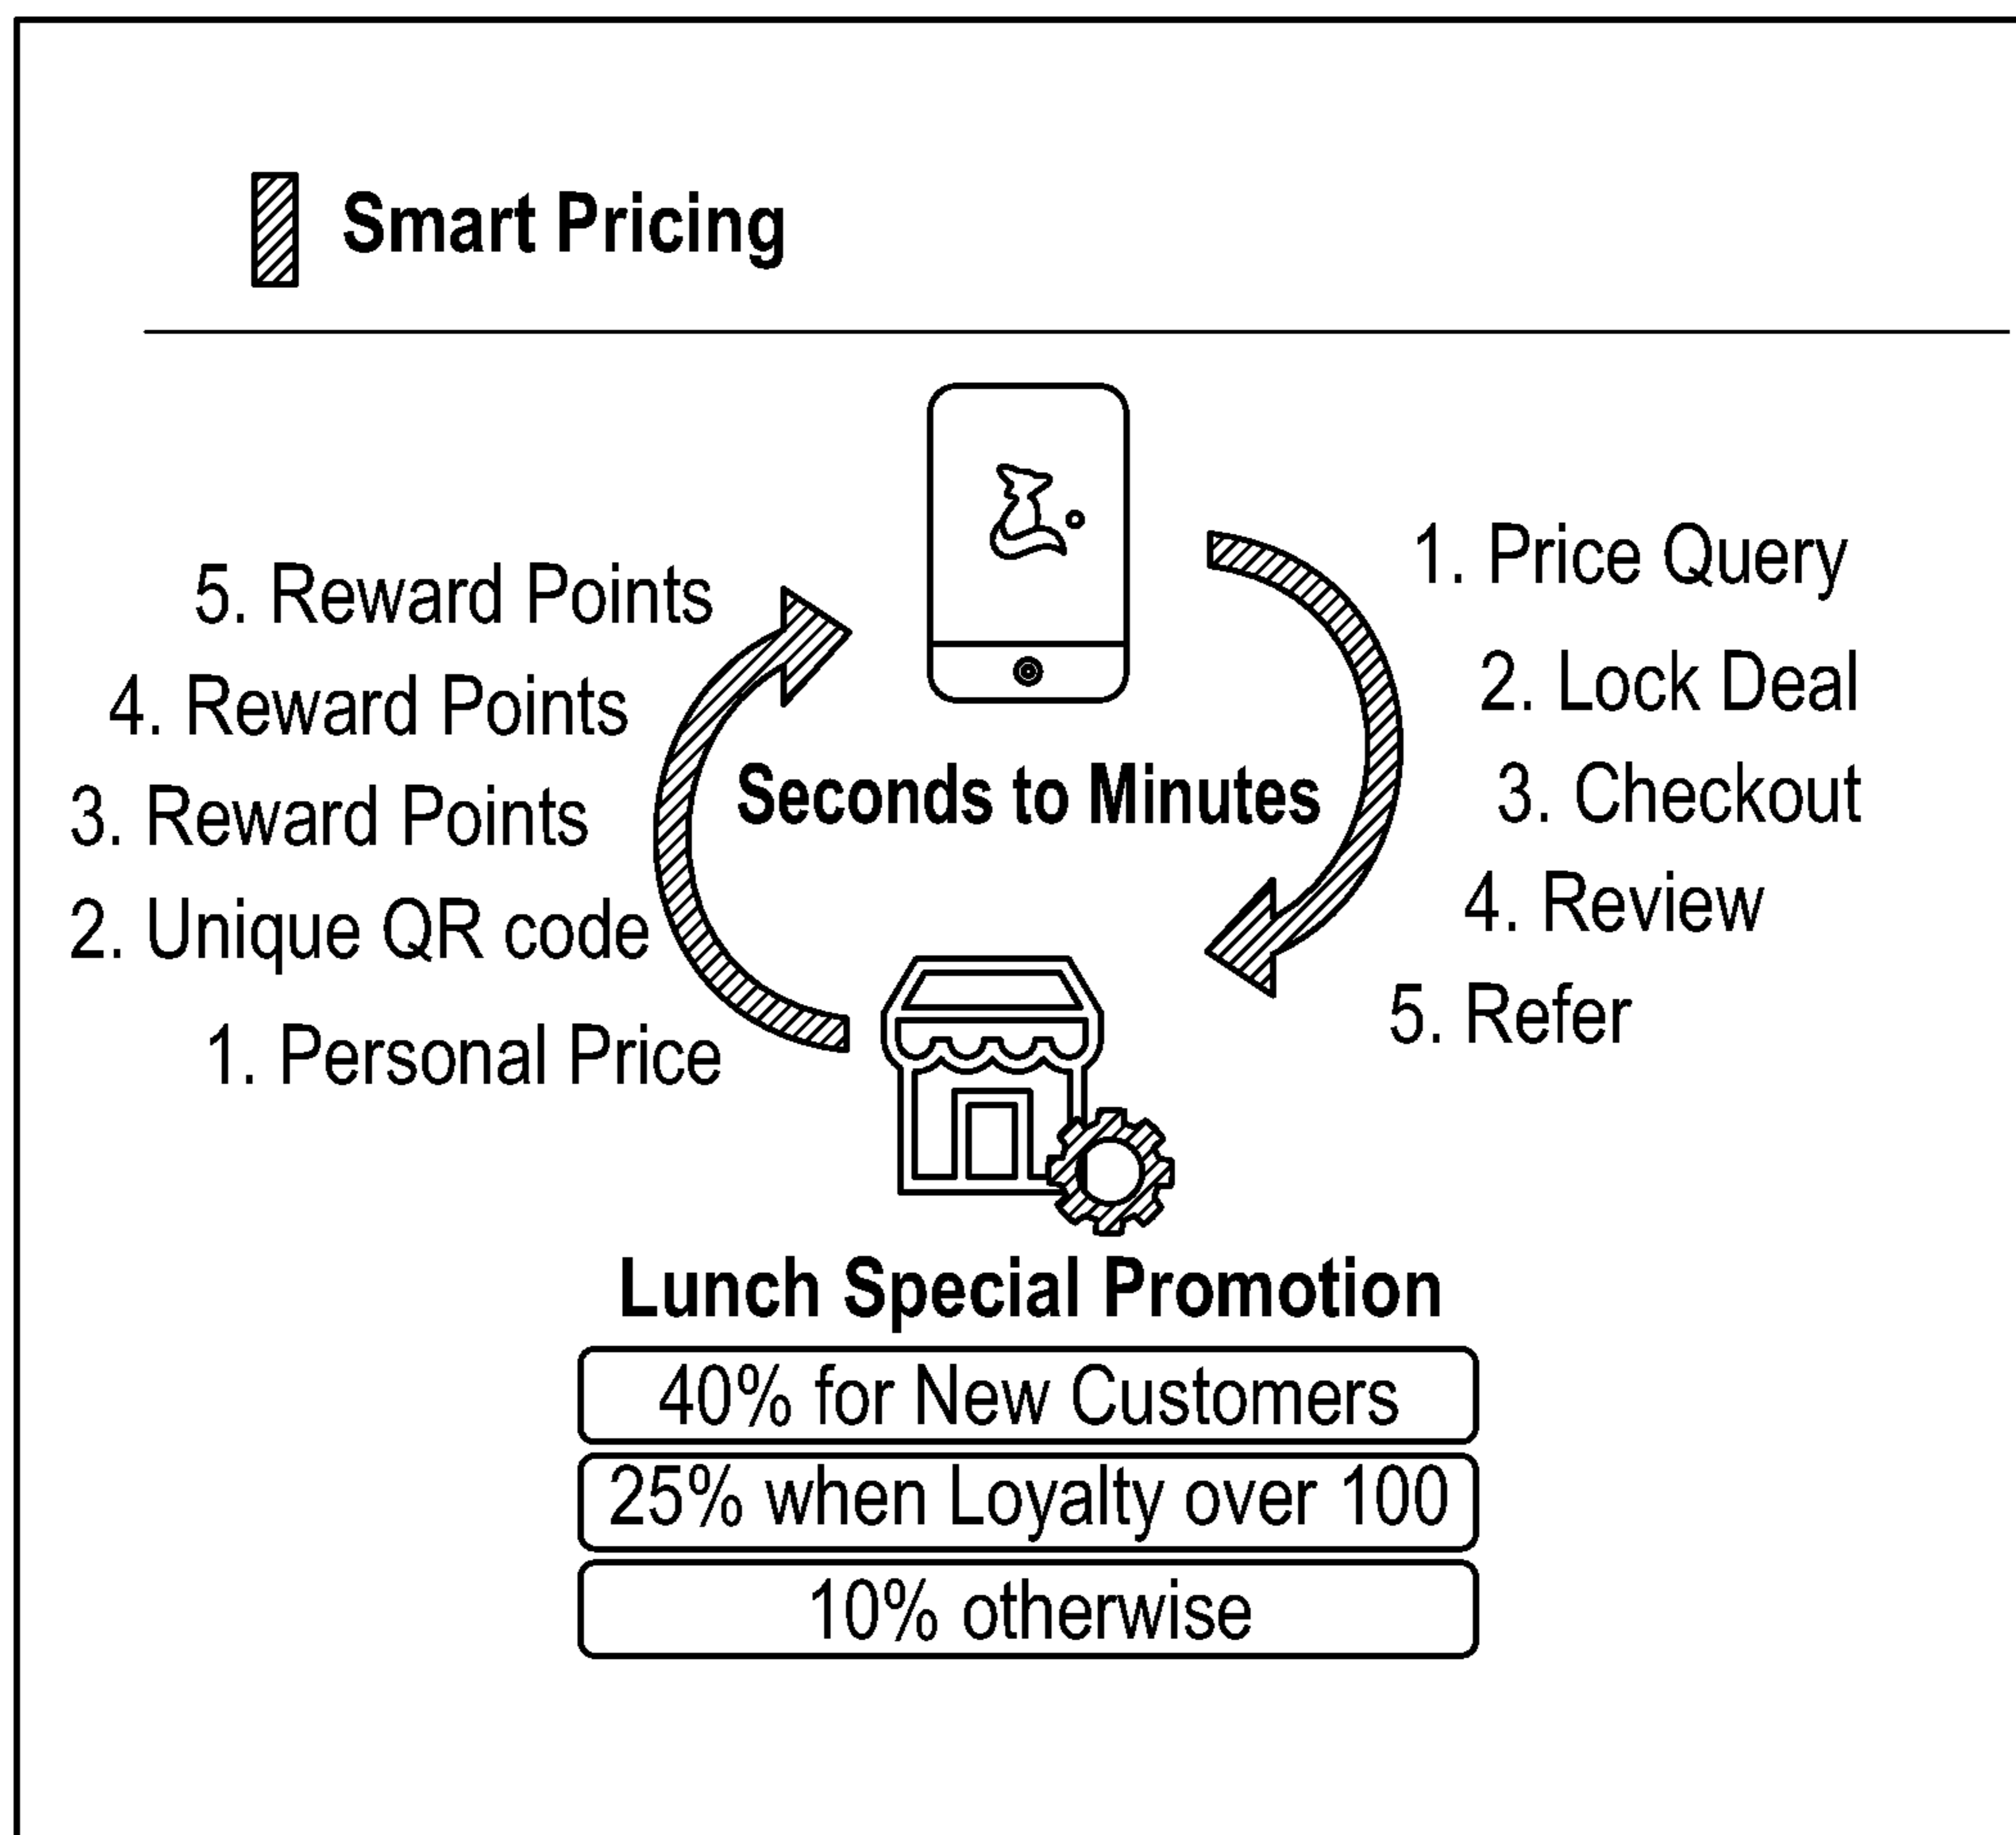 Smart Pricing
5. Reward Points
4. Reward Points
3. Reward Points
2. Unique QR code
1. Personal Price
Seconds to Minutes
1. Price Query
2. Lock Deal
3. Checkout
4. Review
5. Refer
Lunch Special Promotion
40% for New Customers
25% when Loyalty over 100
10% otherwise